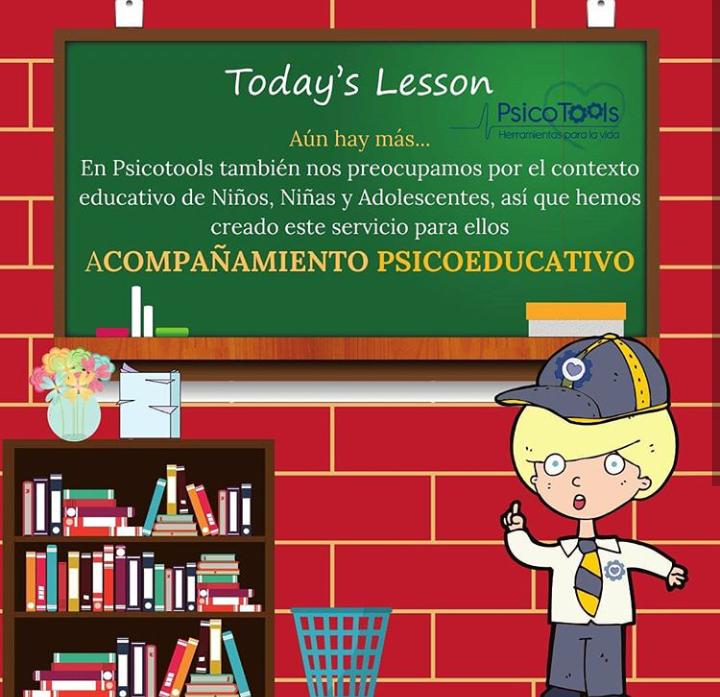 Today's Lesson
PsicoTools
Herramientas para la vida
Aún hay más...
En Psicotools también nos preocupamos por el contexto
educativo de Niños, Niñas y Adolescentes, así que hemos
creado este servicio para ellos
ACOMPAÑAMIENTO PSICOEDUCATIVO